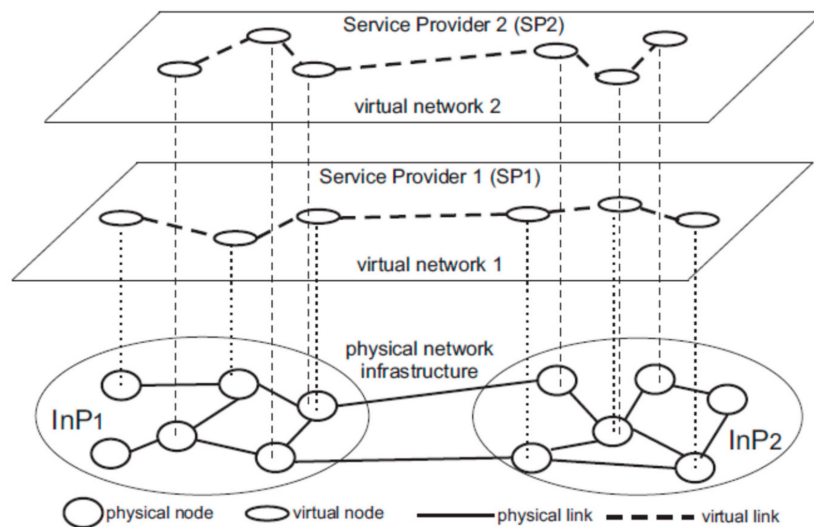 Service Provider 2 (SP2)
virtual network 2
Service Provider 1 (SP1)
virtual network 1
physical network
infrastructure
InP1
InP2
physical node
virtual node
physical link
virtual link